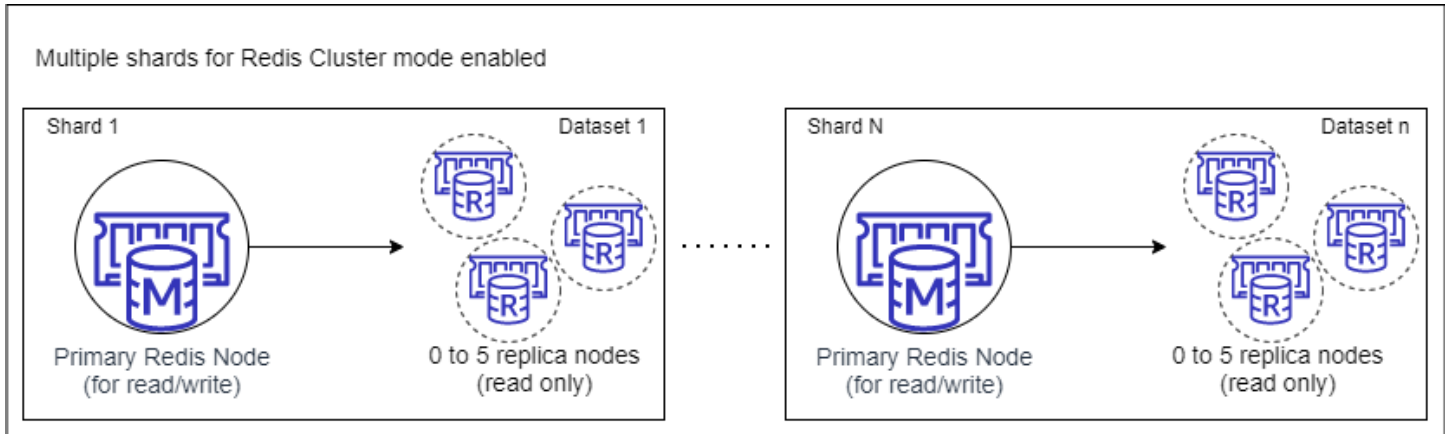 Multiple shards for Redis Cluster mode enabled
Shard 1
Dataset 1
M
R
R
R
Primary Redis Node
(for read/write)
0 to 5 replica nodes
(read only)
Shard N
Dataset n
M
R
R
R
Primary Redis Node
(for read/write)
0 to 5 replica nodes
(read only)